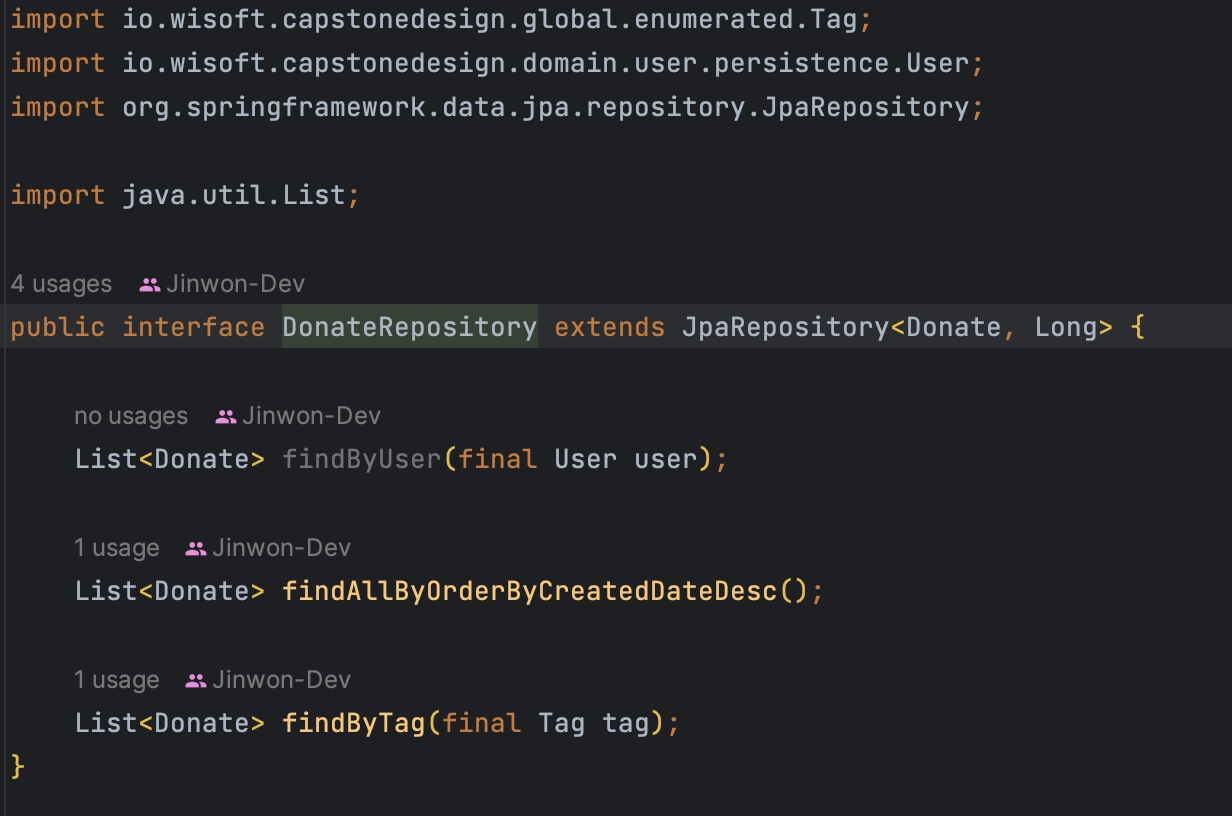 import io.wisoft.capstonedesign.global.enumerated.Tag;
import io.wisoft.capstonedesign.domain.user.persistence.User;
import org.springframework.data.jpa.repository.JpaRepository;
import java.util.List;
4 usages Jinwon-Dev
public interface DonateRepository extends JpaRepository<Donate, Long> {
no usages Jinwon-Dev
List<Donate> findByUser(final User user);
1 usage Jinwon-Dev
List<Donate> findAllByOrderByCreatedDateDesc();
1 usage Jinwon-Dev
List<Donate> findByTag(final Tag tag);
}